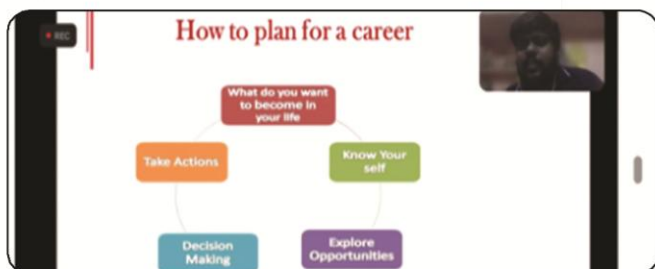 REC
How to plan for a career
What do you want
to become in
your life
Take Actions
Know Your
self
Decision
Making
Explore
Opportunities